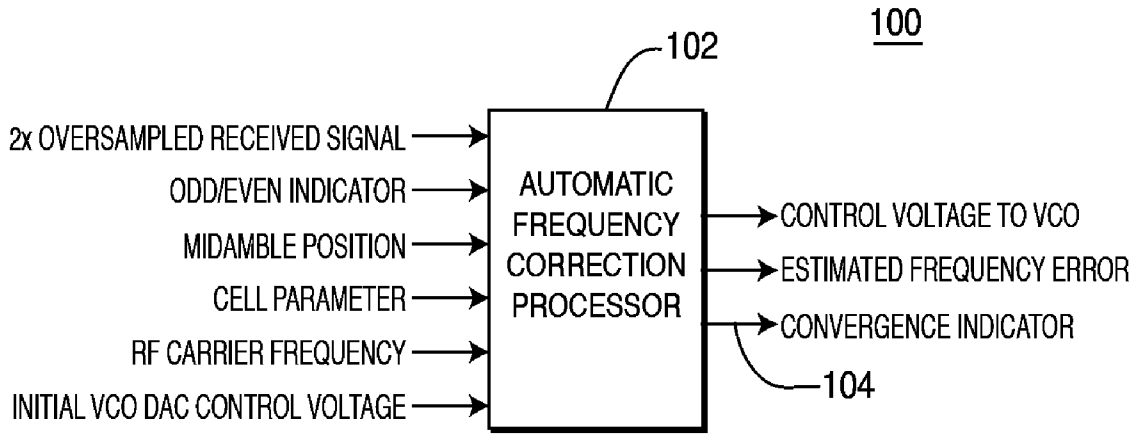 100
102
2x OVERSAMPLED RECEIVED SIGNAL
ODD/EVEN INDICATOR
MIDAMBLE POSITION
CELL PARAMETER
RF CARRIER FREQUENCY
INITIAL VCO DAC CONTROL VOLTAGE
AUTOMATIC
FREQUENCY
CORRECTION
PROCESSOR
CONTROL VOLTAGE TO VCO
ESTIMATED FREQUENCY ERROR
CONVERGENCE INDICATOR
104